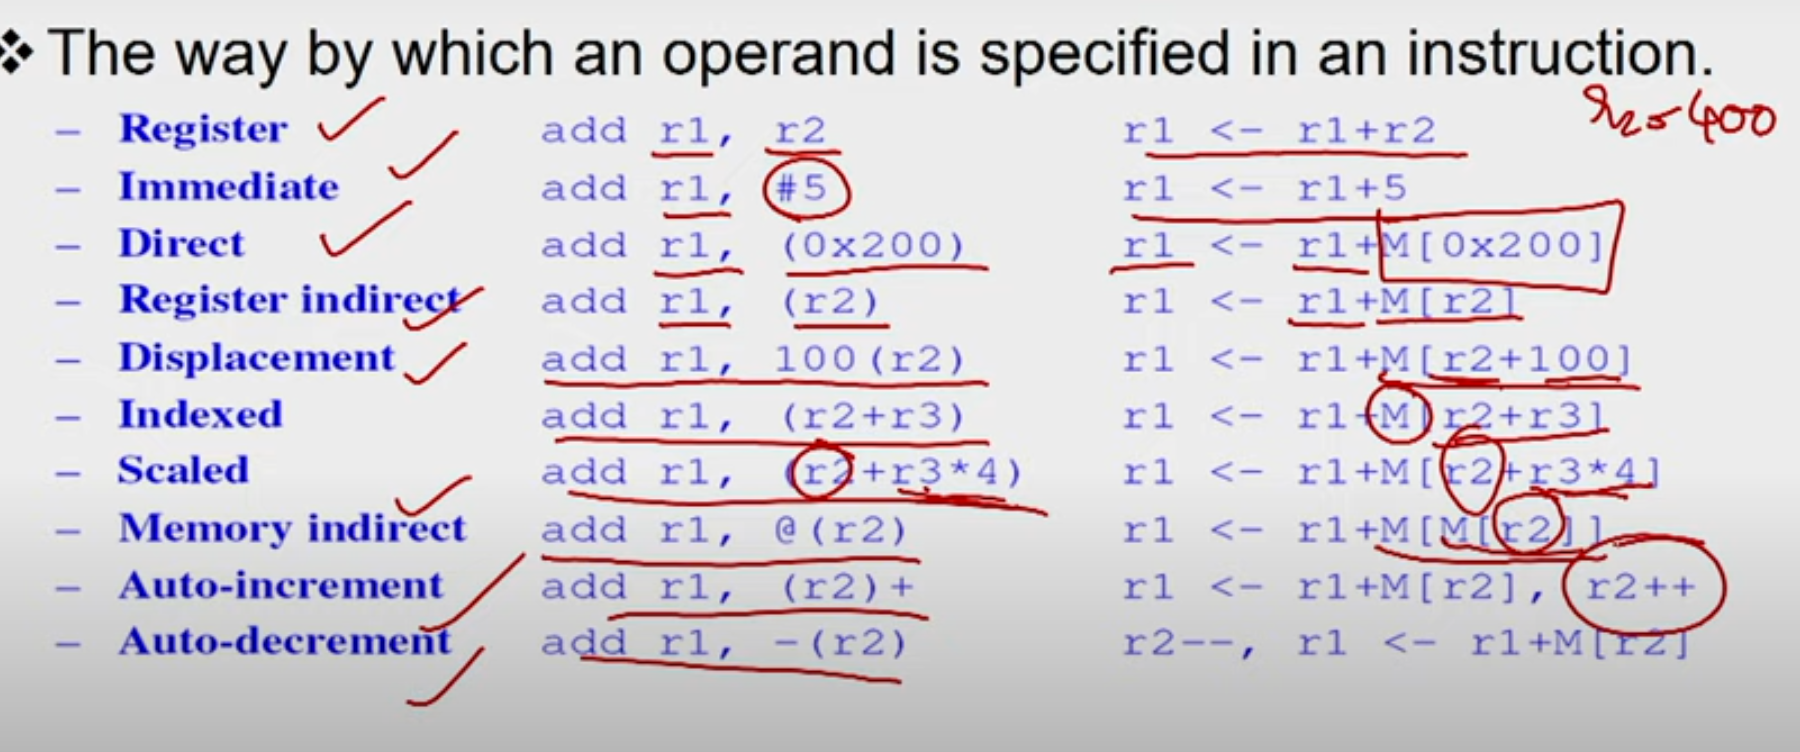 ❖ The way by which an operand is specified in an instruction.
r2=400
– Register add r1, r2 r1 <- r1+r2
– Immediate add r1, #5 r1 <- r1+5
– Direct add r1, (0x200) r1 <- r1+M[0x200]
– Register indirect add r1, (r2) r1 <- r1+M[r2]
– Displacement add r1, 100(r2) r1 <- r1+M[r2+100]
– Indexed add r1, (r2+r3) r1 <- r1+M[r2+r3]
– Scaled add r1, (r2+r3*4) r1 <- r1+M[r2+r3*4]
– Memory indirect add r1, @(r2) r1 <- r1+M[M[r2]]
– Auto-increment add r1, (r2)+ r1 <- r1+M[r2], r2++
– Auto-decrement add r1, -(r2) r2--, r1 <- r1+M[r2]